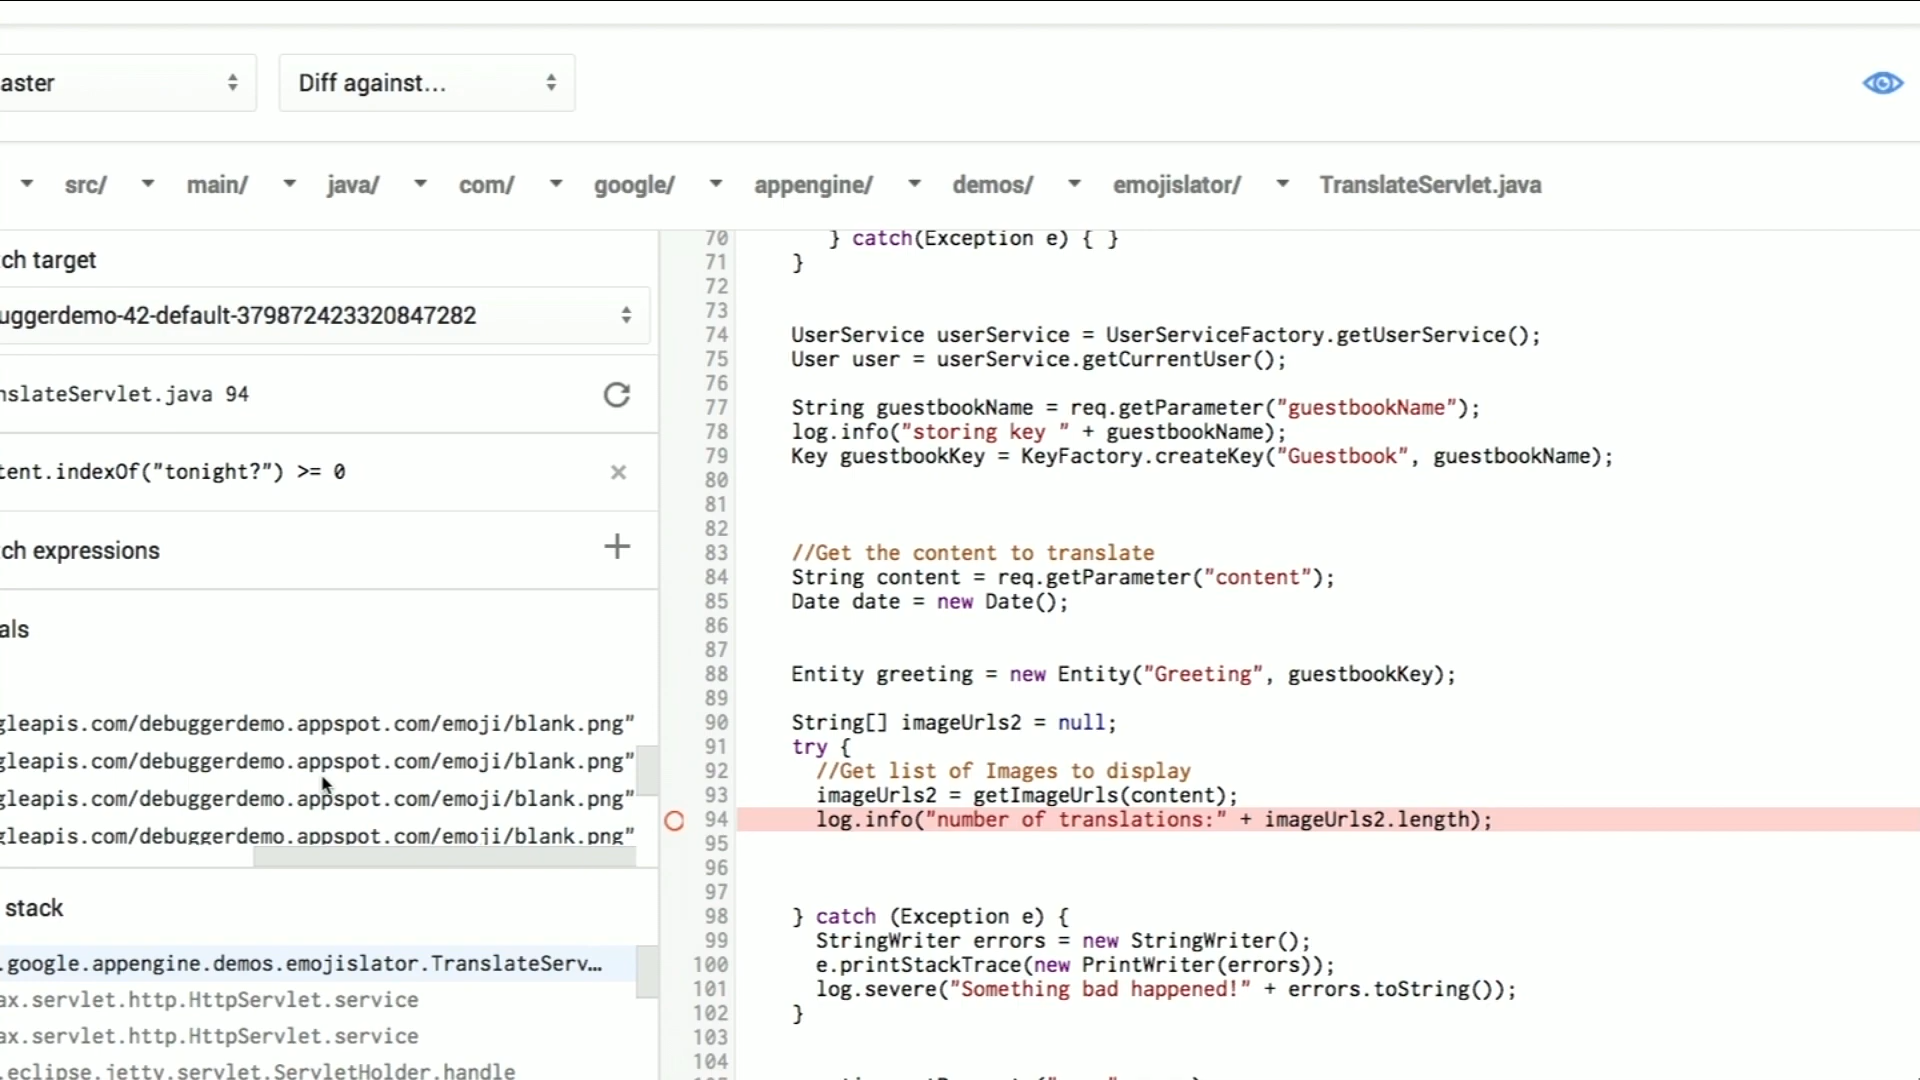 aster
Diff against...
src/ main/ java/ com/ google/ appengine/ demos/ emojislator/ TranslateServlet.java
ch target
uggerdemo-42-default-379872423320847282
nslateServlet.java 94
tent.indexOf("tonight?") >= 0
ch expressions
als
gleapis.com/debuggerdemo.appspot.com/emoji/blank.png"
gleapis.com/debuggerdemo.appspot.com/emoji/blank.png"
gleapis.com/debuggerdemo.appspot.com/emoji/blank.png"
gleapis.com/debuggerdemo.appspot.com/emoji/blank.png"
stack
.google.appengine.demos.emojislator.TranslateServ...
ax.servlet.http.HttpServlet.service
ax.servlet.http.HttpServlet.service
.eclipse.jetty.servlet.ServletHolder.handle
70 } catch(Exception e) { }
71 }
72
73
74 UserService userService = UserServiceFactory.getUserService();
75 User user = userService.getCurrentUser();
76
77 String guestbookName = req.getParameter("guestbookName");
78 log.info("storing key " + guestbookName);
79 Key guestbookKey = KeyFactory.createKey("Guestbook", guestbookName);
80
81
82
83 //Get the content to translate
84 String content = req.getParameter("content");
85 Date date = new Date();
86
87
88 Entity greeting = new Entity("Greeting", guestbookKey);
89
90 String[] imageUrls2 = null;
91 try {
92 //Get list of Images to display
93 imageUrls2 = getImageUrls(content);
94 log.info("number of translations:" + imageUrls2.length);
95
96
97
98 } catch (Exception e) {
99 StringWriter errors = new StringWriter();
100 e.printStackTrace(new PrintWriter(errors));
101 log.severe("Something bad happened!" + errors.toString());
102 }
103
104